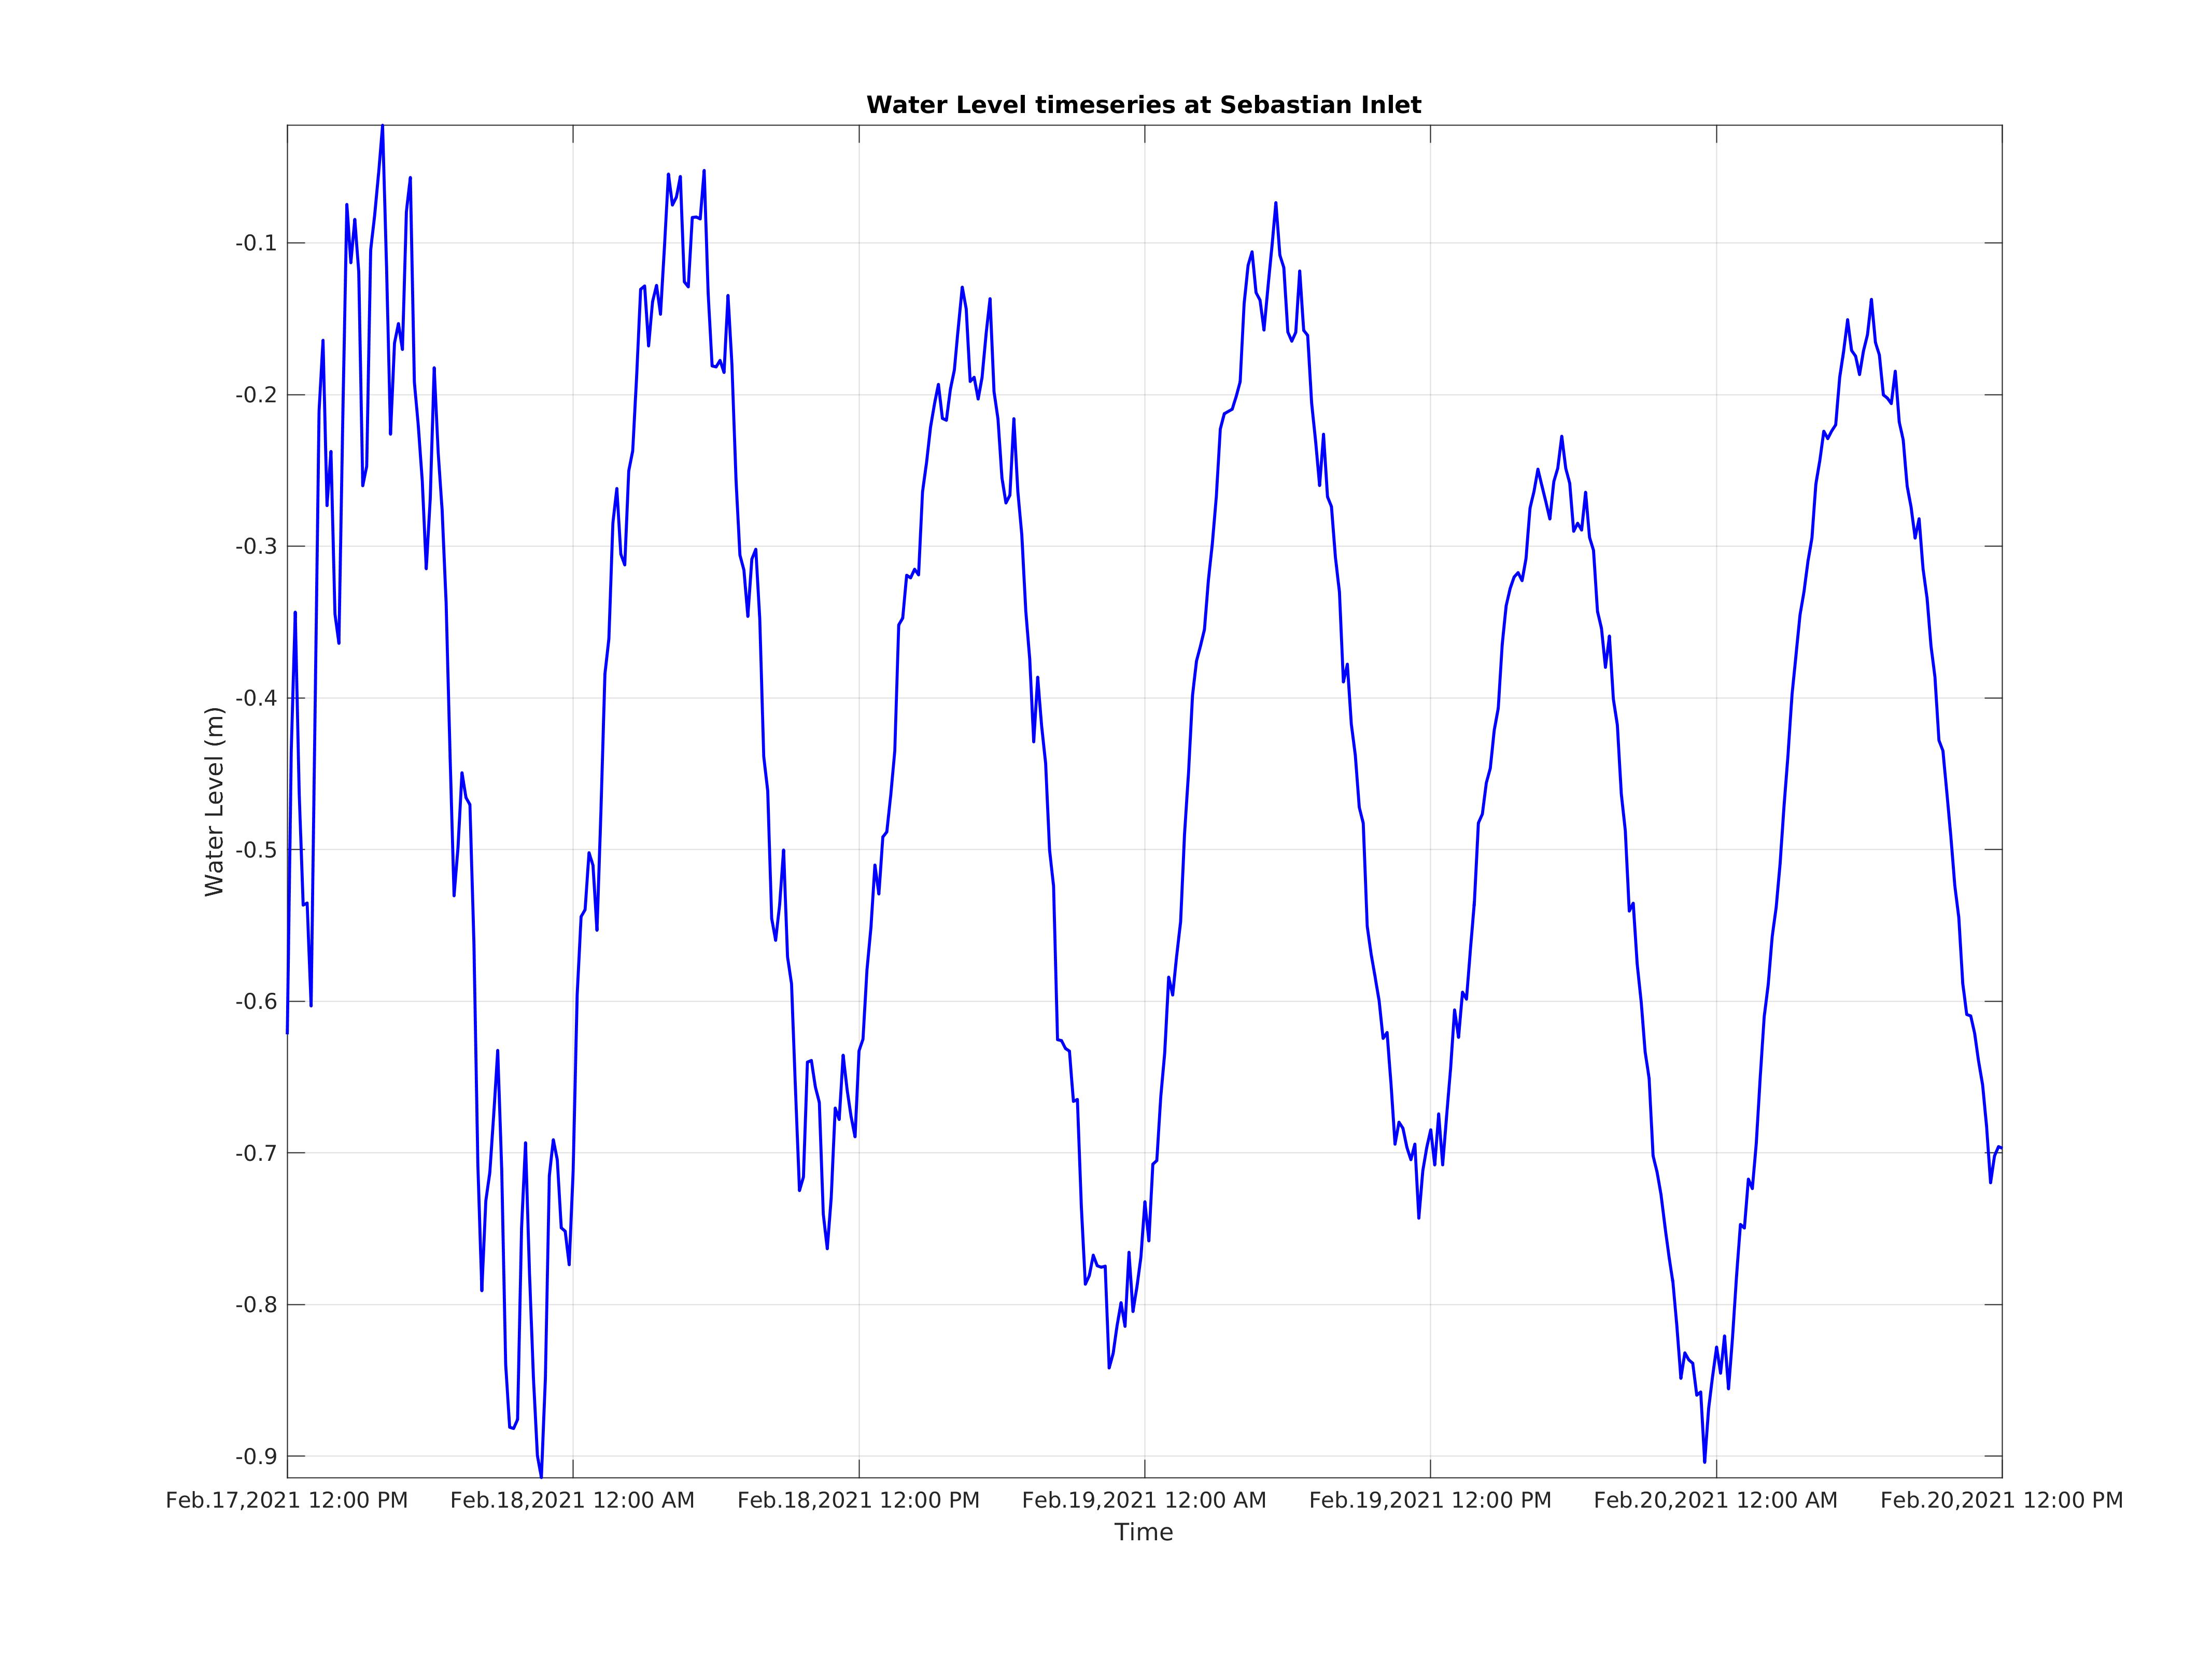 Water Level timeseries at Sebastian Inlet
-0.1
-0.2
-0.3
-0.4
-0.5
-0.6
-0.7
-0.8
-0.9
Water Level (m)
Feb.17,2021 12:00 PM Feb.18,2021 12:00 AM Feb.18,2021 12:00 PM Feb.19,2021 12:00 AM Feb.19,2021 12:00 PM Feb.20,2021 12:00 AM Feb.20,2021 12:00 PM
Time